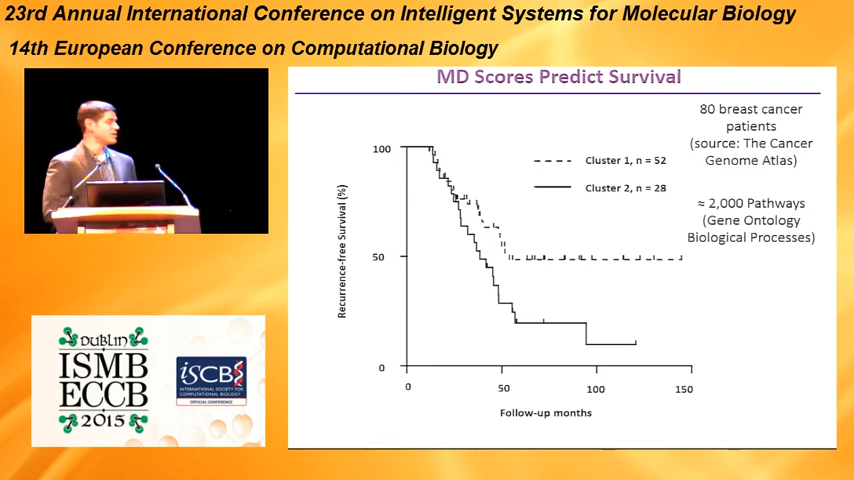 23rd Annual International Conference on Intelligent Systems for Molecular Biology
14th European Conference on Computational Biology
MD Scores Predict Survival
80 breast cancer
patients
(source: The Cancer
Genome Atlas)
≈ 2,000 Pathways
(Gene Ontology
Biological Processes)
Cluster 1, n = 52
Cluster 2, n = 28
Recurrence-free Survival (%)
100
50
0
0
50
100
150
Follow-up months
DUBLIN
ISMB
ECCB
2015
iSCB
INTERNATIONAL SOCIETY FOR
COMPUTATIONAL BIOLOGY
OFFICIAL CONFERENCE